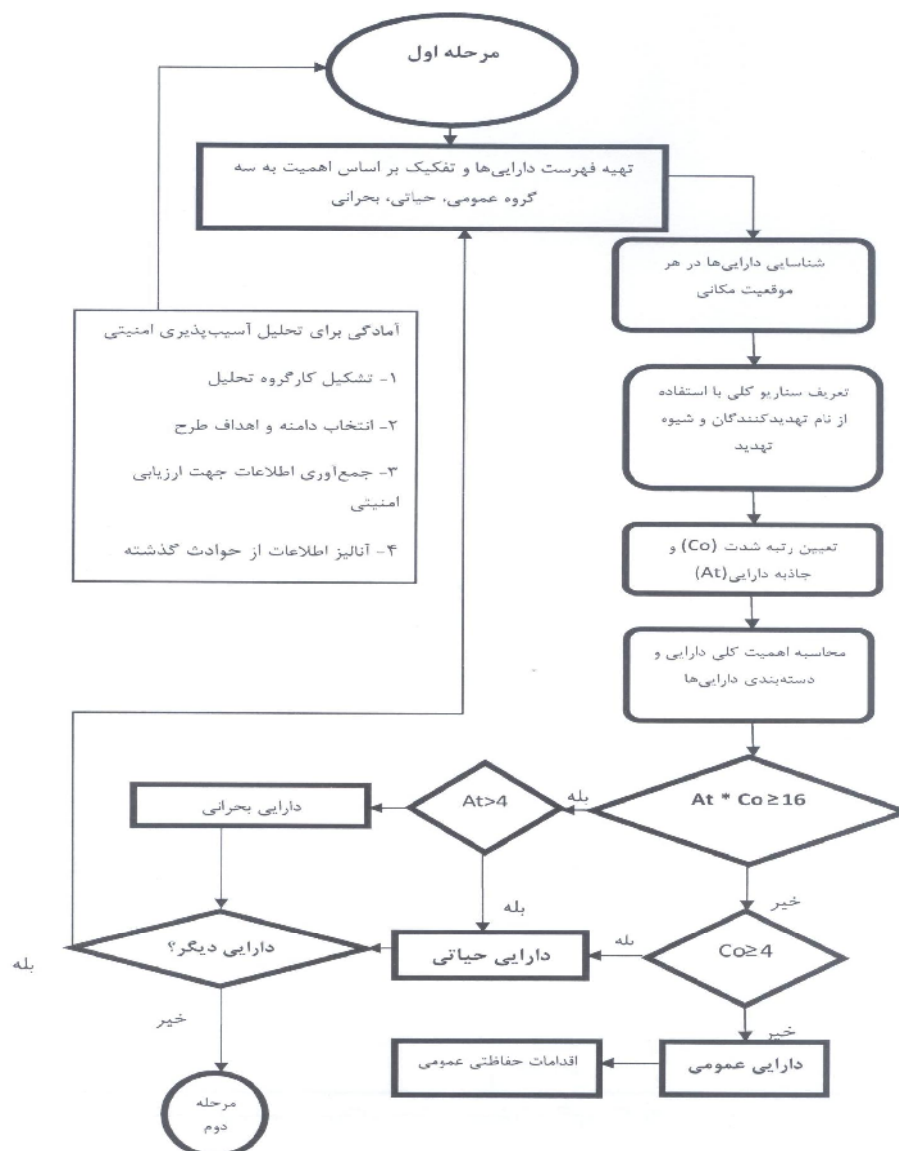 مرحله اول
تهیه فهرست دارایی‌ها و تفکیک بر اساس اهمیت به سه
گروه عمومی، حیاتی، بحرانی
شناسایی دارایی‌ها در هر
موقعیت مکانی
آمادگی برای تحلیل آسیب‌پذیری امنیتی
۱- تشکیل کارگروه تحلیل
۲- انتخاب دامنه و اهداف طرح
۳- جمع‌آوری اطلاعات جهت ارزیابی
امنیتی
۴- آنالیز اطلاعات از حوادث گذشته
تعریف سناریو کلی با استفاده
از نام تهدیدکنندگان و شیوه
تهدید
تعیین رتبه شدت (Co) و
جاذبه دارایی(At)
محاسبه اهمیت کلی دارایی و
دسته‌بندی دارایی‌ها
At * Co ≥16
بله
At>4
دارایی بحرانی
خیر
بله
Co≥4
بله
دارایی حیاتی
دارایی دیگر؟
بله
خیر
خیر
دارایی عمومی
اقدامات حفاظتی عمومی
مرحله
دوم